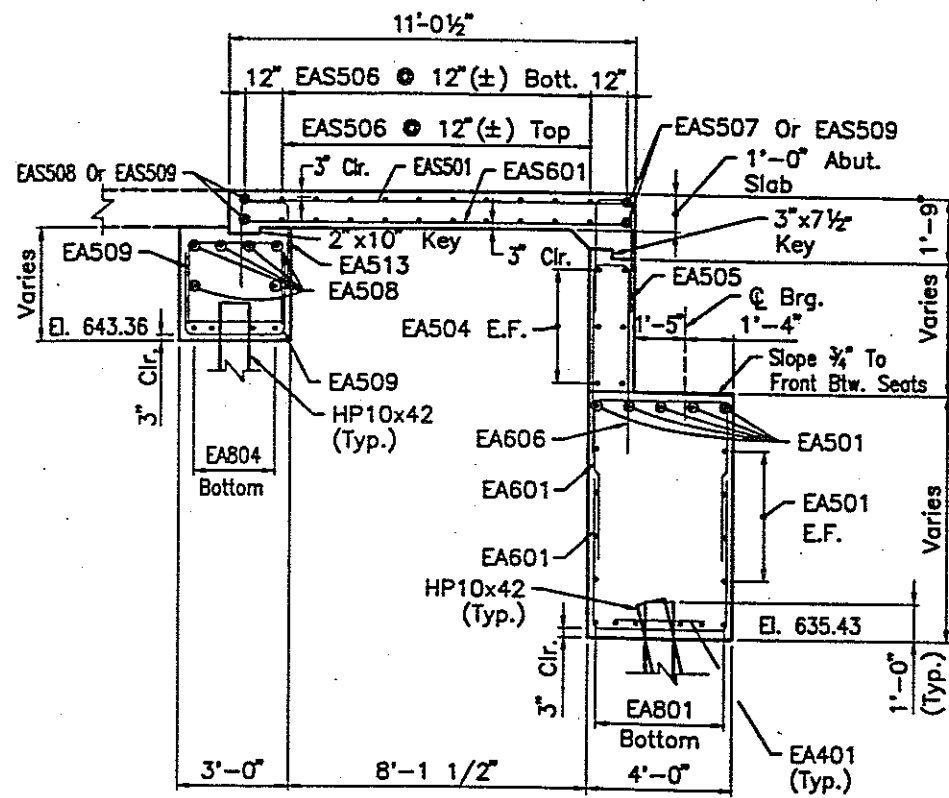 11'-0½"
12" EAS506 @ 12"(±) Bott. 12"
EAS506 @ 12"(±) Top
EAS507 Or EAS509
EAS508 Or EAS509
3" Clr.
EAS501
EAS601
1'-0" Abut.
Slab
2"x10" Key
3" Clr.
3"x7½"
Key
1'-9
Varies
EA509
EA513
EA508
EA505
EA504 E.F.
℄ Brg.
1'-5"
1'-4"
El. 643.36
3" Clr.
EA509
HP10x42
(Typ.)
Slope ¾" To
Front Btw. Seats
EA804
Bottom
EA606
EA501
EA601
EA501
E.F.
Varies
EA601
HP10x42
(Typ.)
El. 635.43
3" Clr.
1'-0"
(Typ.)
EA801
Bottom
EA401
(Typ.)
3'-0"
8'-1 1/2"
4'-0"